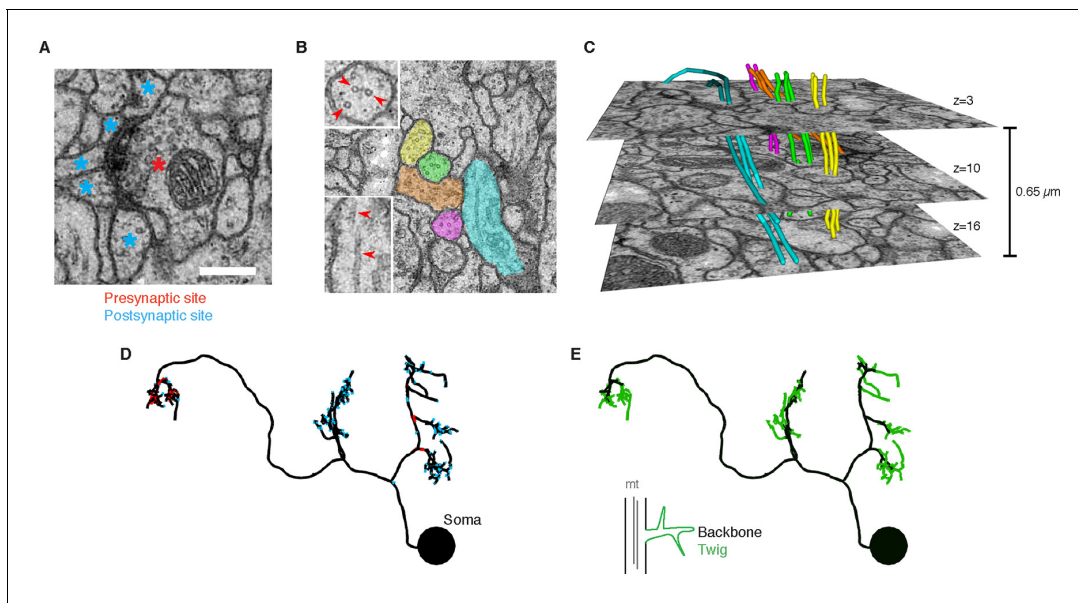 A
B
C
Presynaptic site
Postsynaptic site
z=3
z=10
z=16
0.65 µm
D
E
Soma
mt
Backbone
Twig